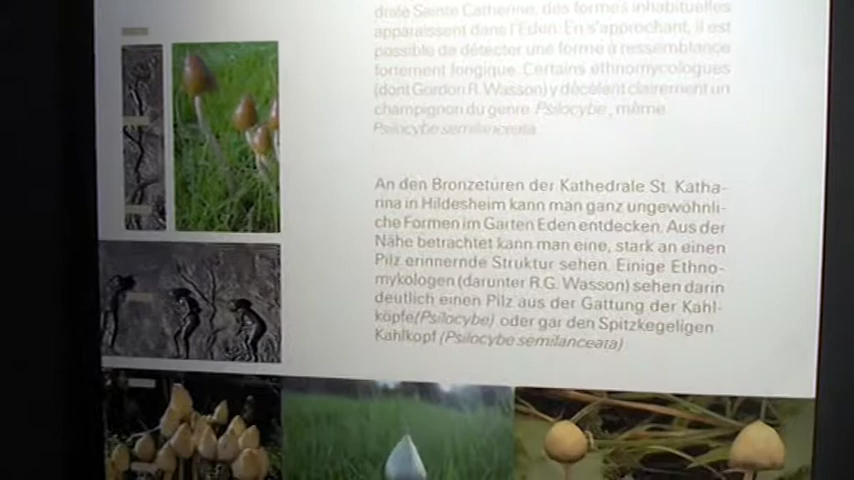 drale Sainte Catherine, des formes inhabituelles
apparaissent dans l'Eden. En s'approchant, il est
possible de détecter une forme à ressemblance
fortement fongique. Certains ethnomycologues
(dont Gordon R. Wasson) y décèlent clairement un
champignon du genre Psilocybe, même
Psilocybe semilanceata
An den Bronzetüren der Kathedrale St. Katha-
rina in Hildesheim kann man ganz ungewöhnli-
che Formen im Garten Eden entdecken. Aus der
Nähe betrachtet kann man eine, stark an einen
Pilz erinnernde Struktur sehen. Einige Ethno-
mykologen (darunter R.G. Wasson) sehen darin
deutlich einen Pilz aus der Gattung der Kahl-
köpfe(Psilocybe) oder gar den Spitzkegeligen
Kahlkopf (Psilocybe semilanceata)